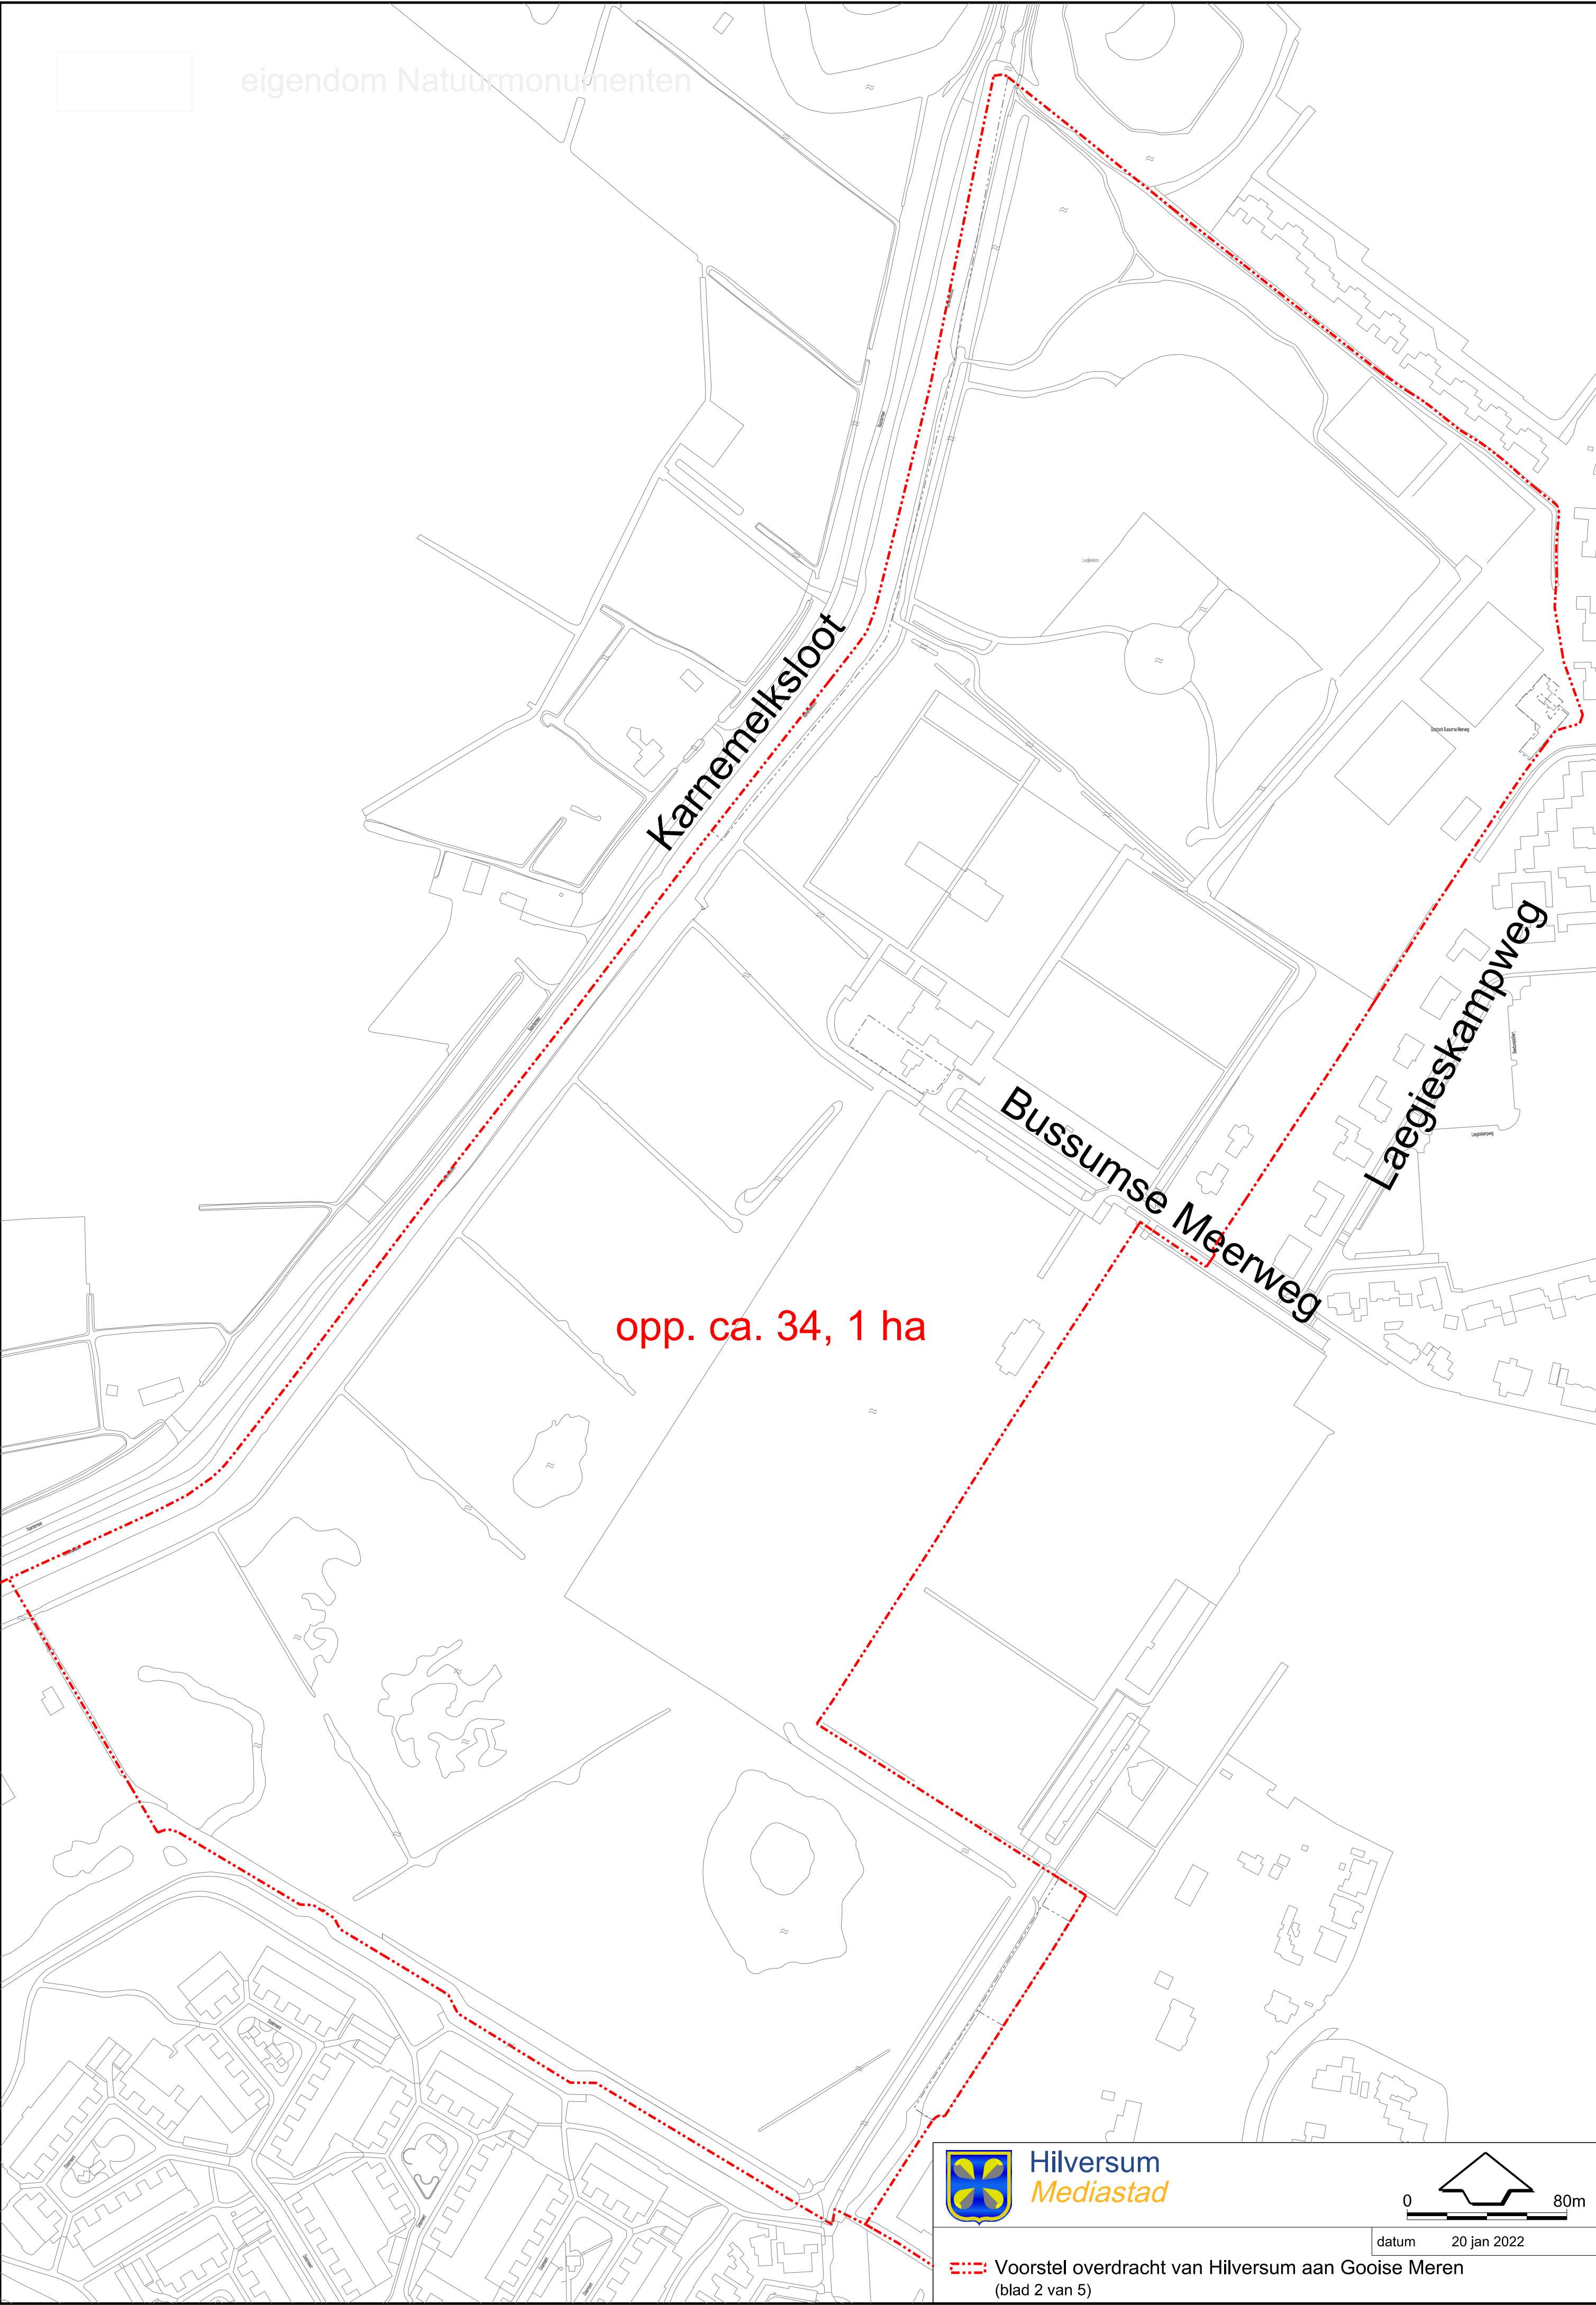 eigendom Natuurmonumenten
Karnemelksloot
Laegieskampweg
Bussumse Meerweg
opp. ca. 34, 1 ha
Hilversum
Mediastad
0 80m
datum 20 jan 2022
Voorstel overdracht van Hilversum aan Gooise Meren
(blad 2 van 5)